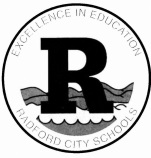 EXCELLENCE IN EDUCATION
R
RADFORD CITY SCHOOLS